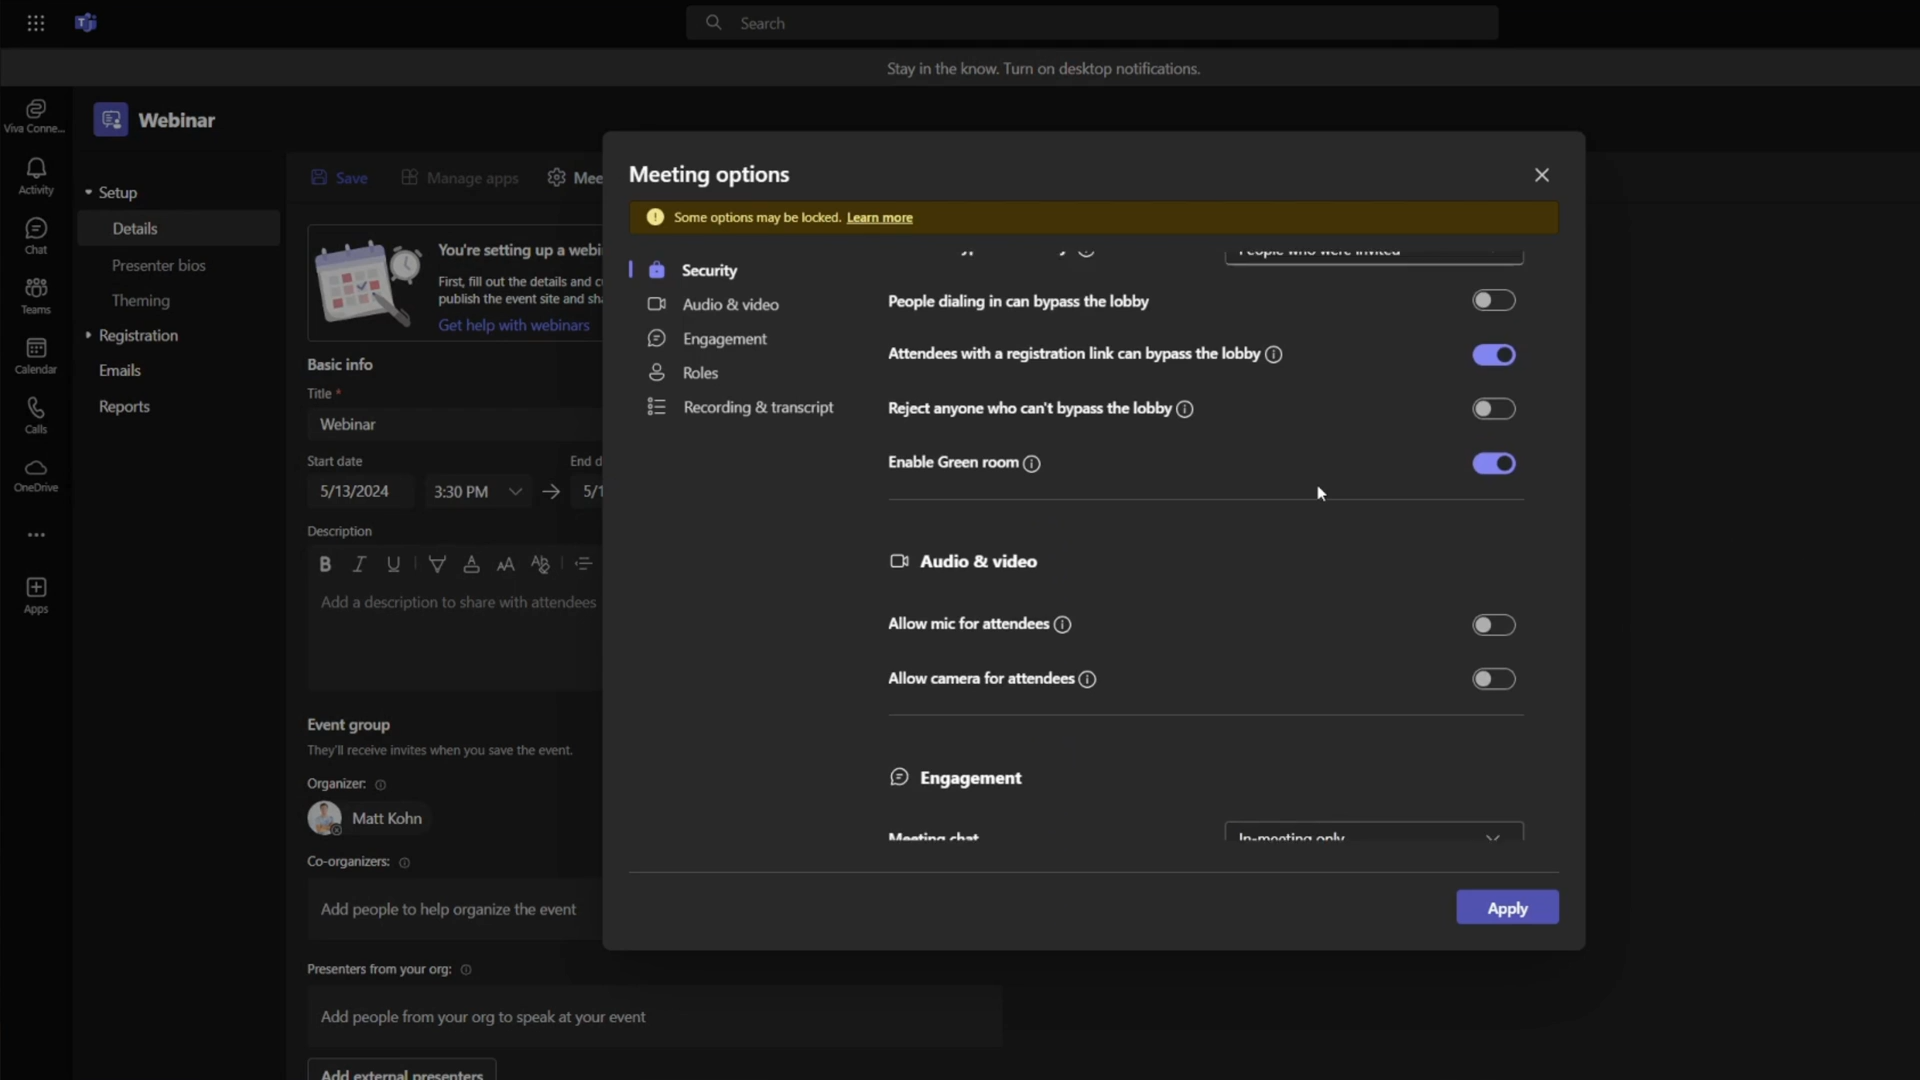 Search
Stay in the know. Turn on desktop notifications.
Viva Conne...
Activity
Chat
Teams
Calendar
Calls
OneDrive
Apps
Webinar
Setup
Details
Presenter bios
Theming
Registration
Emails
Reports
Save
Manage apps
Mee
You're setting up a webi
First, fill out the details and c
publish the event site and sh
Get help with webinars
Basic info
Title *
Webinar
Start date
End d
5/13/2024
3:30 PM
5/1
Description
Add a description to share with attendees
Event group
They'll receive invites when you save the event.
Organizer:
Matt Kohn
Co-organizers:
Add people to help organize the event
Presenters from your org:
Add people from your org to speak at your event
Add external presenters
Meeting options
Some options may be locked. Learn more
Security
Audio & video
Engagement
Roles
Recording & transcript
People who were invited
People dialing in can bypass the lobby
Attendees with a registration link can bypass the lobby
Reject anyone who can't bypass the lobby
Enable Green room
Audio & video
Allow mic for attendees
Allow camera for attendees
Engagement
Meeting chat
In-meeting only
Apply